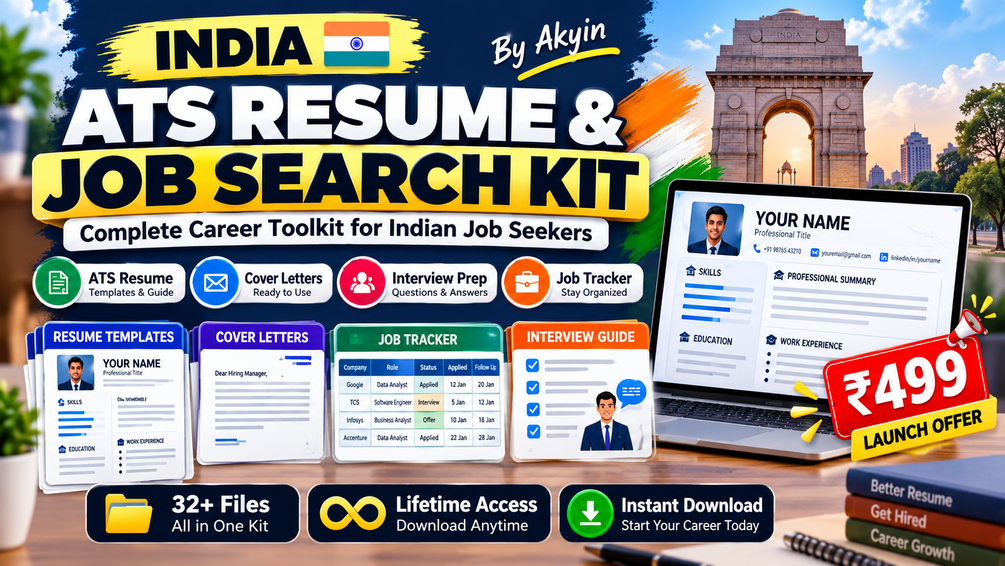 INDIA
By Akyin
ATS RESUME &
JOB SEARCH KIT
Complete Career Toolkit for Indian Job Seekers
ATS Resume
Templates & Guide
Cover Letters
Ready to Use
Interview Prep
Questions & Answers
Job Tracker
Stay Organized
RESUME TEMPLATES
YOUR NAME
Professional Title
SKILLS
EDUCATION
WORK EXPERIENCE
COVER LETTERS
Dear Hiring Manager,
JOB TRACKER
Company Role Status Applied Follow Up
Google Data Analyst Applied 12 Jan 20 Jan
TCS Software Engineer Interview 5 Jan 12 Jan
Infosys Business Analyst Offer 10 Jan 18 Jan
Accenture Data Analyst Applied 22 Jan 28 Jan
INTERVIEW GUIDE
INDIA
YOUR NAME
Professional Title
+91 98765 43210 youremail@gmail.com linkedin/in/yourname
SKILLS
PROFESSIONAL SUMMARY
EDUCATION
WORK EXPERIENCE
₹499
LAUNCH OFFER
32+ Files
All in One Kit
Lifetime Access
Download Anytime
Instant Download
Start Your Career Today
Better Resume
Get Hired
Career Growth